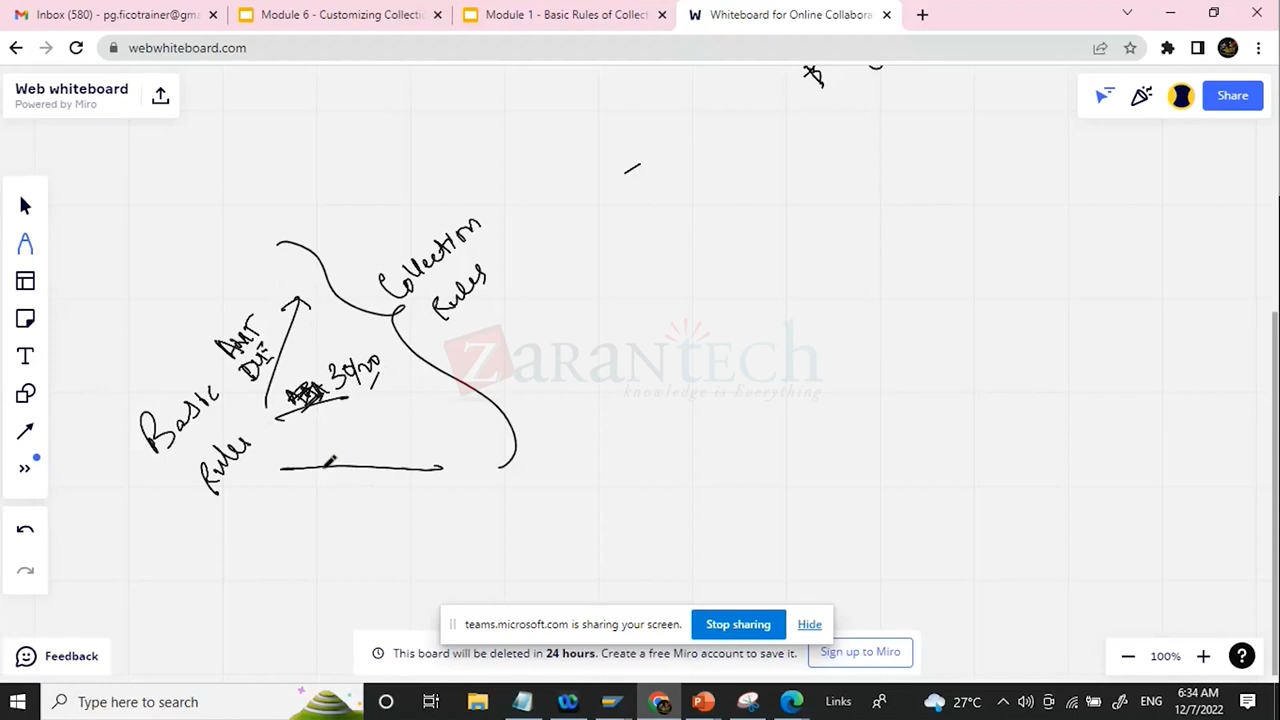 Inbox (580) - pg.ficotrainer@gma
Module 6 - Customizing Collectio
Module 1 - Basic Rules of Collect
Whiteboard for Online Collabora
webwhiteboard.com
Web whiteboard
Powered by Miro
Share
Collection
Rules
AMT
DUE
30/20
Basic
Rules
ZARANTECH
knowledge is Everything
teams.microsoft.com is sharing your screen.
Stop sharing
Hide
This board will be deleted in 24 hours. Create a free Miro account to save it.
Sign up to Miro
Feedback
100%
Type here to search
Links
27°C
ENG
6:34 AM
12/7/2022